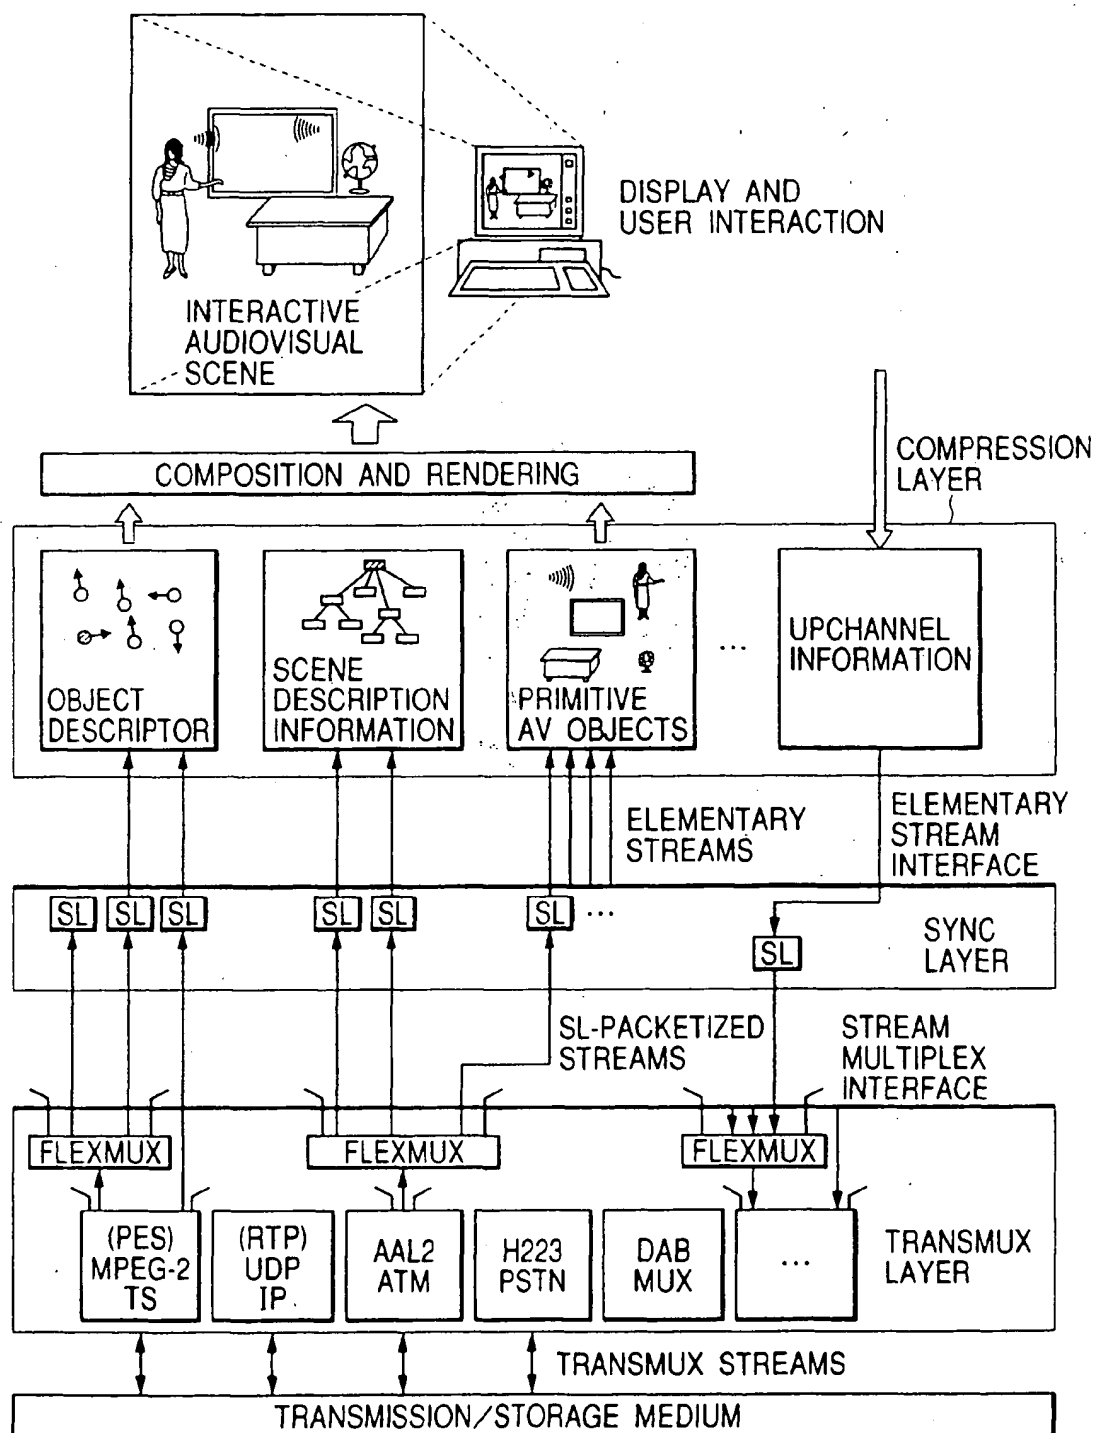 DISPLAY AND
USER INTERACTION
INTERACTIVE
AUDIOVISUAL
SCENE
COMPOSITION AND RENDERING
COMPRESSION
LAYER
OBJECT
DESCRIPTOR
SCENE
DESCRIPTION
INFORMATION
PRIMITIVE
AV OBJECTS
...
UPCHANNEL
INFORMATION
ELEMENTARY
STREAMS
ELEMENTARY
STREAM
INTERFACE
SL SL SL SL SL SL ...
SL
SYNC
LAYER
SL-PACKETIZED
STREAMS
STREAM
MULTIPLEX
INTERFACE
FLEXMUX FLEXMUX FLEXMUX
(PES)
MPEG-2
TS
(RTP)
UDP
IP
AAL2
ATM
H223
PSTN
DAB
MUX
...
TRANSMUX
LAYER
TRANSMUX STREAMS
TRANSMISSION/STORAGE MEDIUM